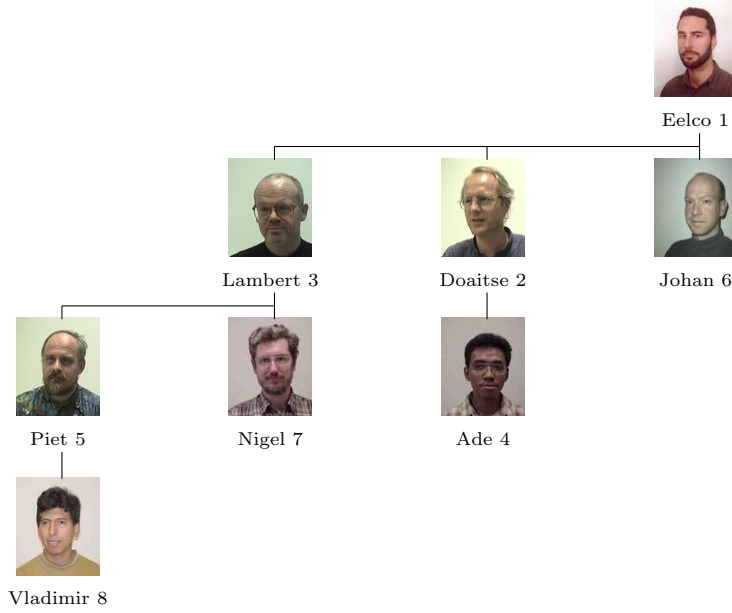 Eelco 1
Lambert 3
Doaitse 2
Johan 6
Piet 5
Nigel 7
Ade 4
Vladimir 8